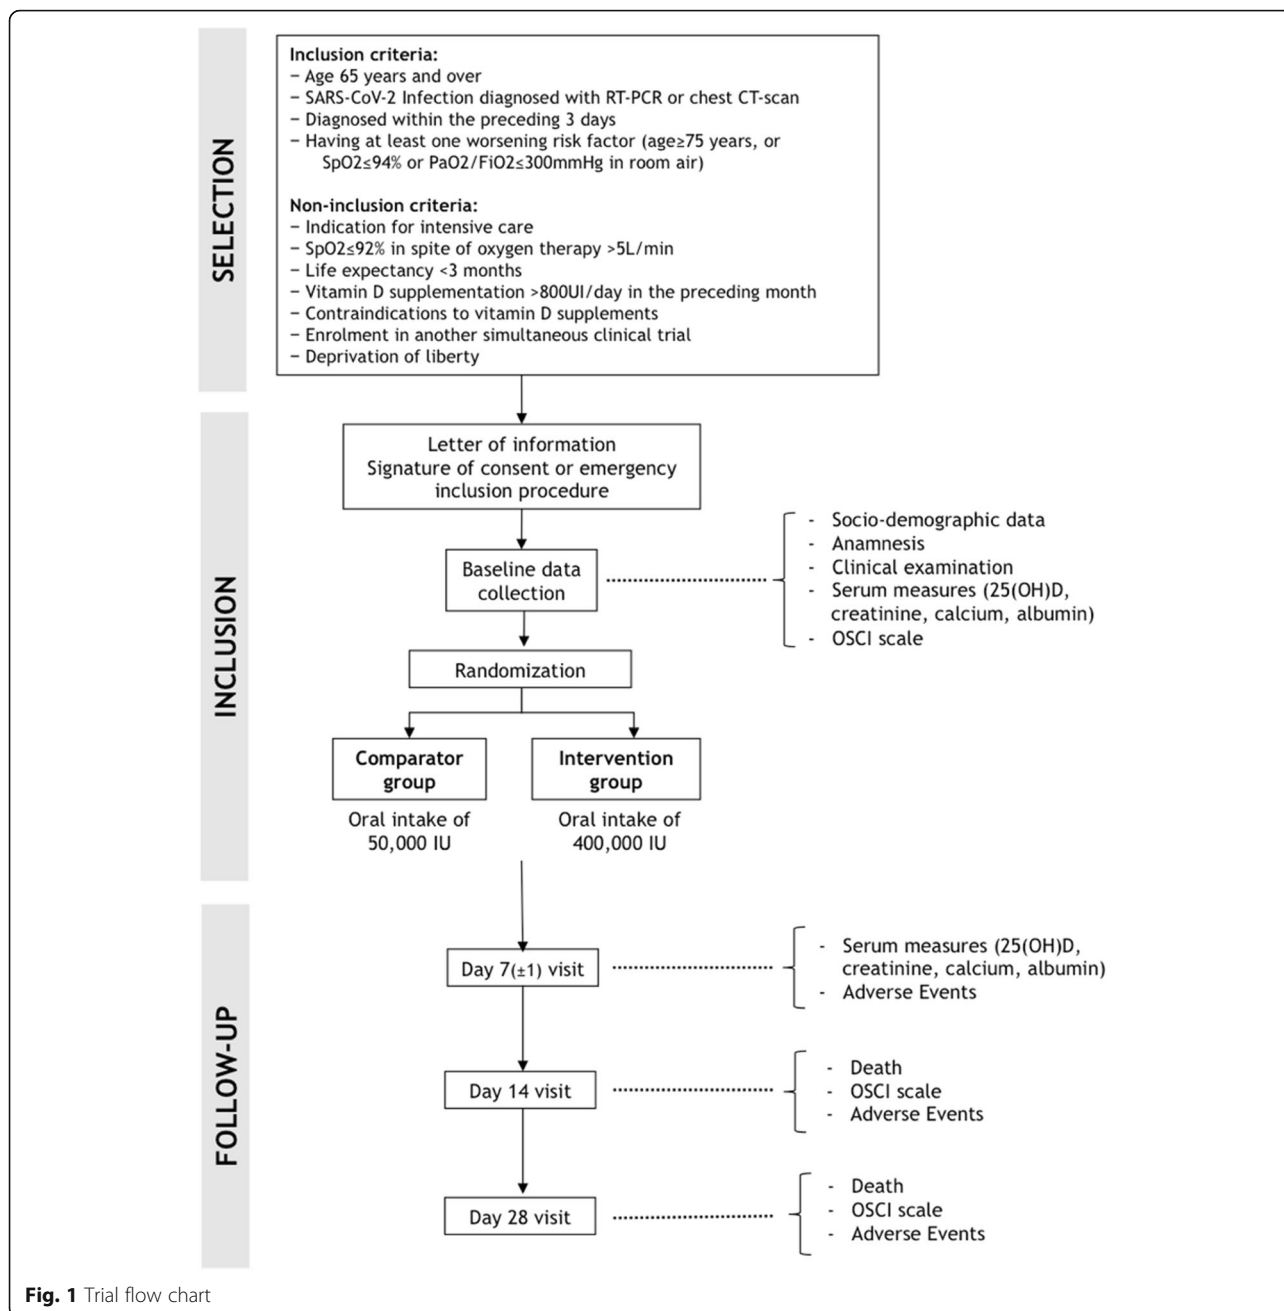 SELECTION
Inclusion criteria:
− Age 65 years and over
− SARS-CoV-2 Infection diagnosed with RT-PCR or chest CT-scan
− Diagnosed within the preceding 3 days
− Having at least one worsening risk factor (age≥75 years, or
SpO2≤94% or PaO2/FiO2≤300mmHg in room air)
Non-inclusion criteria:
− Indication for intensive care
− SpO2≤92% in spite of oxygen therapy >5L/min
− Life expectancy <3 months
− Vitamin D supplementation >800UI/day in the preceding month
− Contraindications to vitamin D supplements
− Enrolment in another simultaneous clinical trial
− Deprivation of liberty
INCLUSION
Letter of information
Signature of consent or emergency
inclusion procedure
Baseline data
collection
- Socio-demographic data
- Anamnesis
- Clinical examination
- Serum measures (25(OH)D,
creatinine, calcium, albumin)
- OSCI scale
Randomization
Comparator
group
Oral intake of
50,000 IU
Intervention
group
Oral intake of
400,000 IU
FOLLOW-UP
Day 7(±1) visit
- Serum measures (25(OH)D,
creatinine, calcium, albumin)
- Adverse Events
Day 14 visit
- Death
- OSCI scale
- Adverse Events
Day 28 visit
- Death
- OSCI scale
- Adverse Events
Fig. 1 Trial flow chart